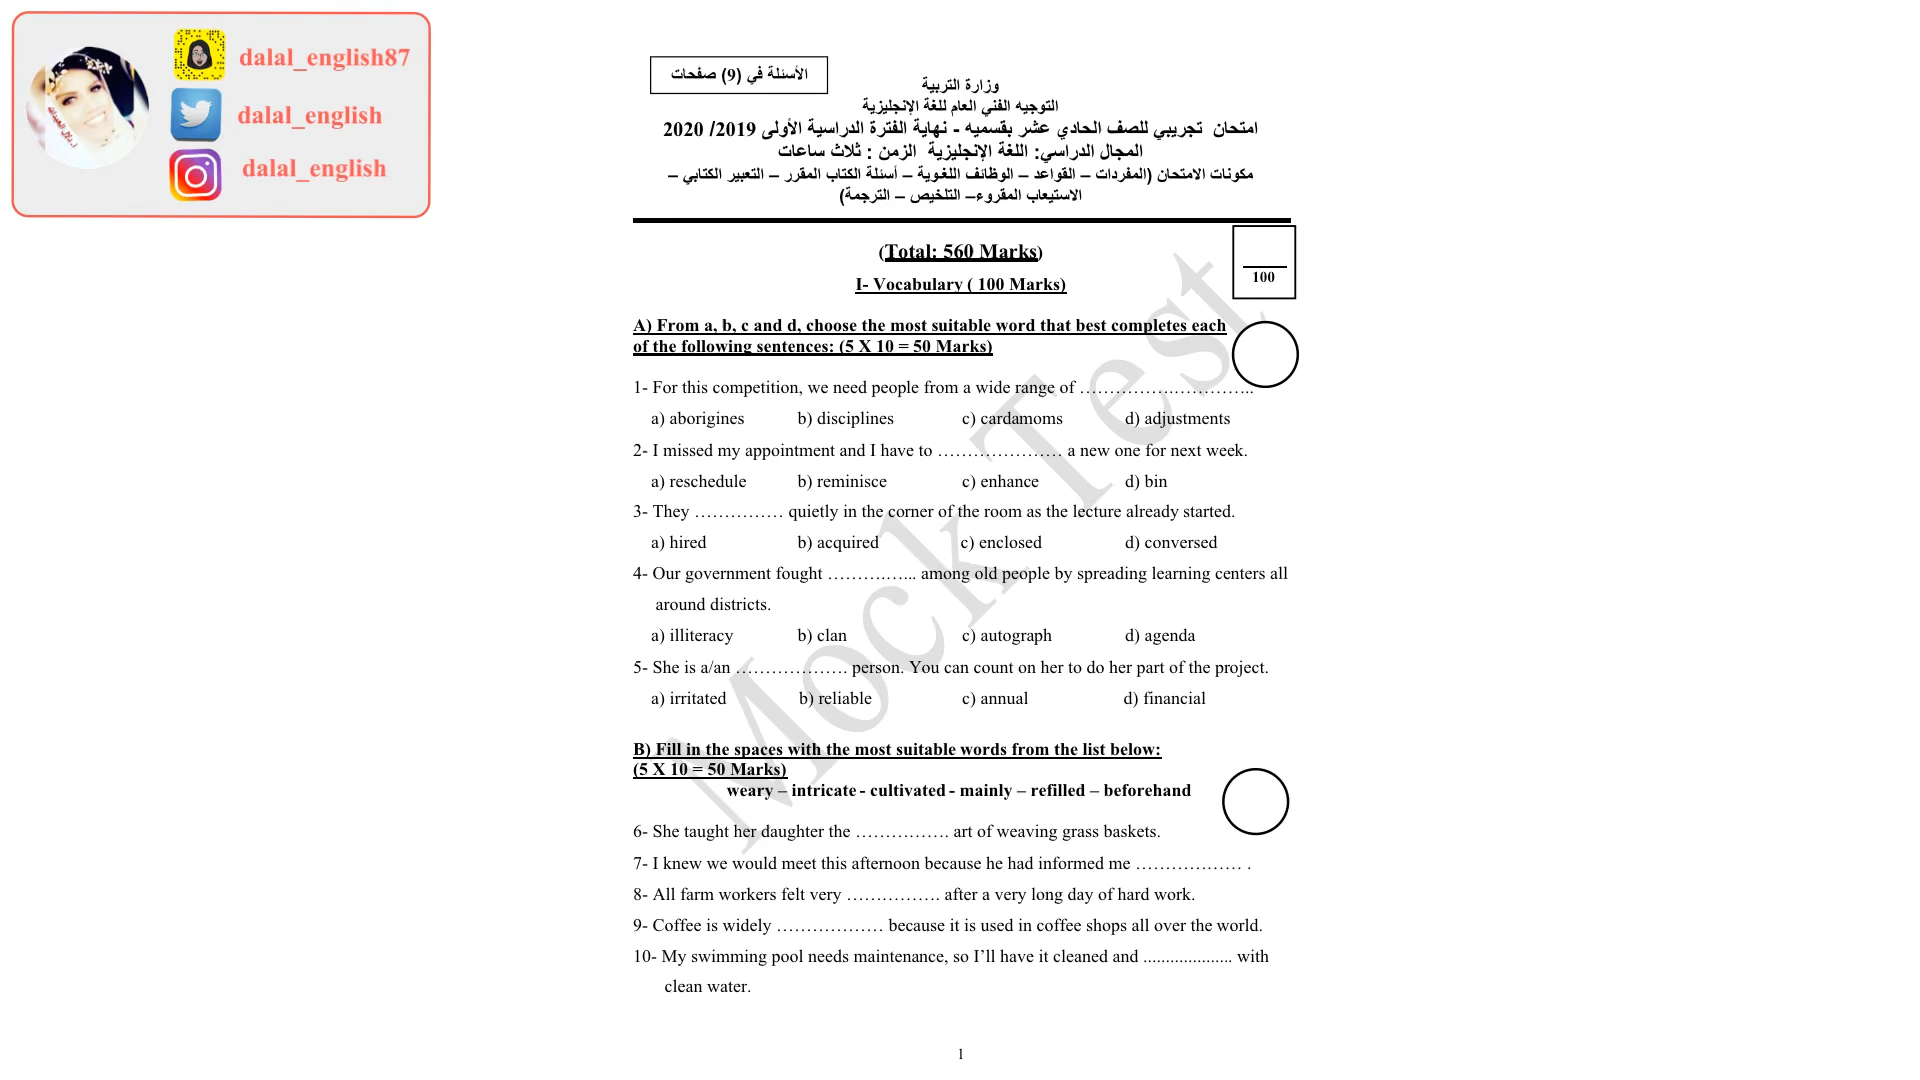 dalal_english87
dalal_english
dalal_english
الأسئلة في (9) صفحات
وزارة التربية
التوجيه الفني العام للغة الإنجليزية
امتحان تجريبي للصف الحادي عشر بقسميه - نهاية الفترة الدراسية الأولى 2019/ 2020
المجال الدراسي: اللغة الإنجليزية الزمن : ثلاث ساعات
مكونات الامتحان (المفردات – القواعد – الوظائف اللغوية – أسئلة الكتاب المقرر – التعبير الكتابي –
الاستيعاب المقروء– التلخيص – الترجمة)
(Total: 560 Marks)
100
I- Vocabulary ( 100 Marks)
A) From a, b, c and d, choose the most suitable word that best completes each
of the following sentences: (5 X 10 = 50 Marks)
1- For this competition, we need people from a wide range of …………….…………..
a) aborigines b) disciplines c) cardamoms d) adjustments
2- I missed my appointment and I have to ………………… a new one for next week.
a) reschedule b) reminisce c) enhance d) bin
3- They …………… quietly in the corner of the room as the lecture already started.
a) hired b) acquired c) enclosed d) conversed
4- Our government fought ……….…... among old people by spreading learning centers all
around districts.
a) illiteracy b) clan c) autograph d) agenda
5- She is a/an ………………. person. You can count on her to do her part of the project.
a) irritated b) reliable c) annual d) financial
B) Fill in the spaces with the most suitable words from the list below:
(5 X 10 = 50 Marks)
weary – intricate - cultivated - mainly – refilled – beforehand
6- She taught her daughter the ……………. art of weaving grass baskets.
7- I knew we would meet this afternoon because he had informed me ……………… .
8- All farm workers felt very ……………. after a very long day of hard work.
9- Coffee is widely ……………… because it is used in coffee shops all over the world.
10- My swimming pool needs maintenance, so I’ll have it cleaned and .................... with
clean water.
Mock Test
1